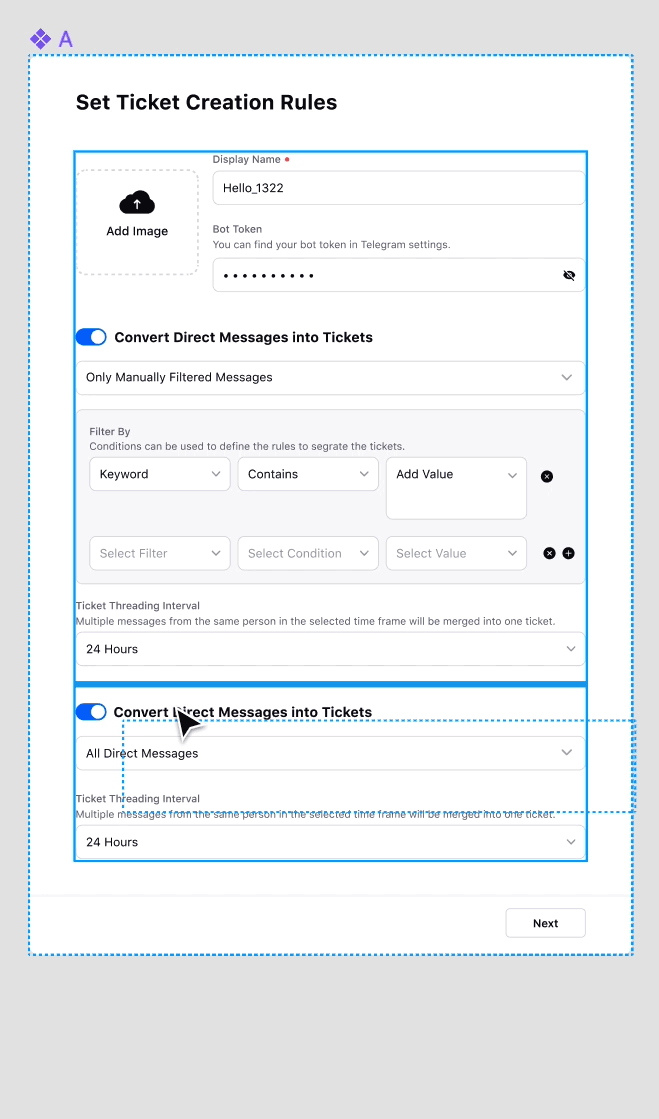 A
Set Ticket Creation Rules
Display Name
Hello_1322
Add Image
Bot Token
You can find your bot token in Telegram settings.
Convert Direct Messages into Tickets
Only Manually Filtered Messages
Filter By
Conditions can be used to define the rules to segrate the tickets.
Keyword Contains Add Value
Select Filter Select Condition Select Value
Ticket Threading Interval
Multiple messages from the same person in the selected time frame will be merged into one ticket.
24 Hours
Convert Direct Messages into Tickets
All Direct Messages
Ticket Threading Interval
Multiple messages from the same person in the selected time frame will be merged into one ticket.
24 Hours
Next